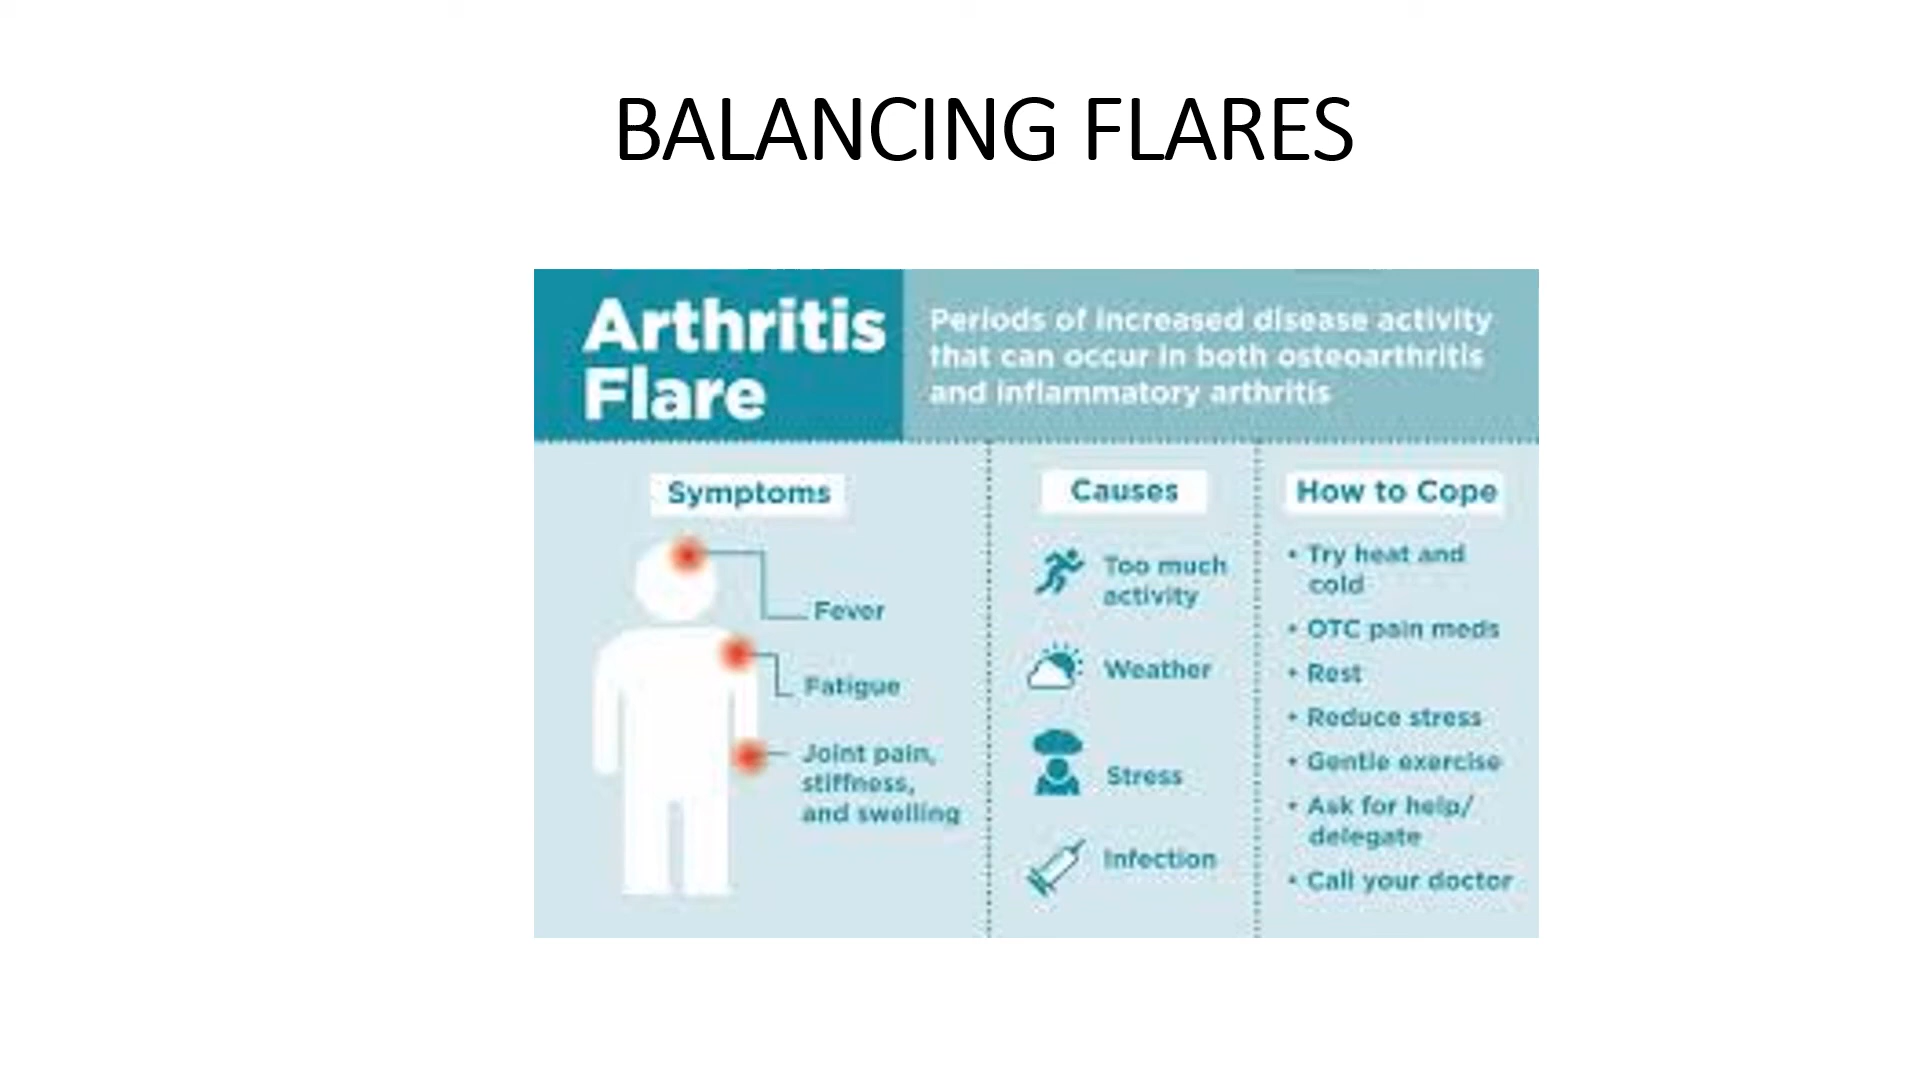 BALANCING FLARES
Arthritis
Flare
Periods of increased disease activity
that can occur in both osteoarthritis
and inflammatory arthritis
Symptoms
Fever
Fatigue
Joint pain,
stiffness,
and swelling
Causes
Too much
activity
Weather
Stress
Infection
How to Cope
• Try heat and
cold
• OTC pain meds
• Rest
• Reduce stress
• Gentle exercise
• Ask for help/
delegate
• Call your doctor